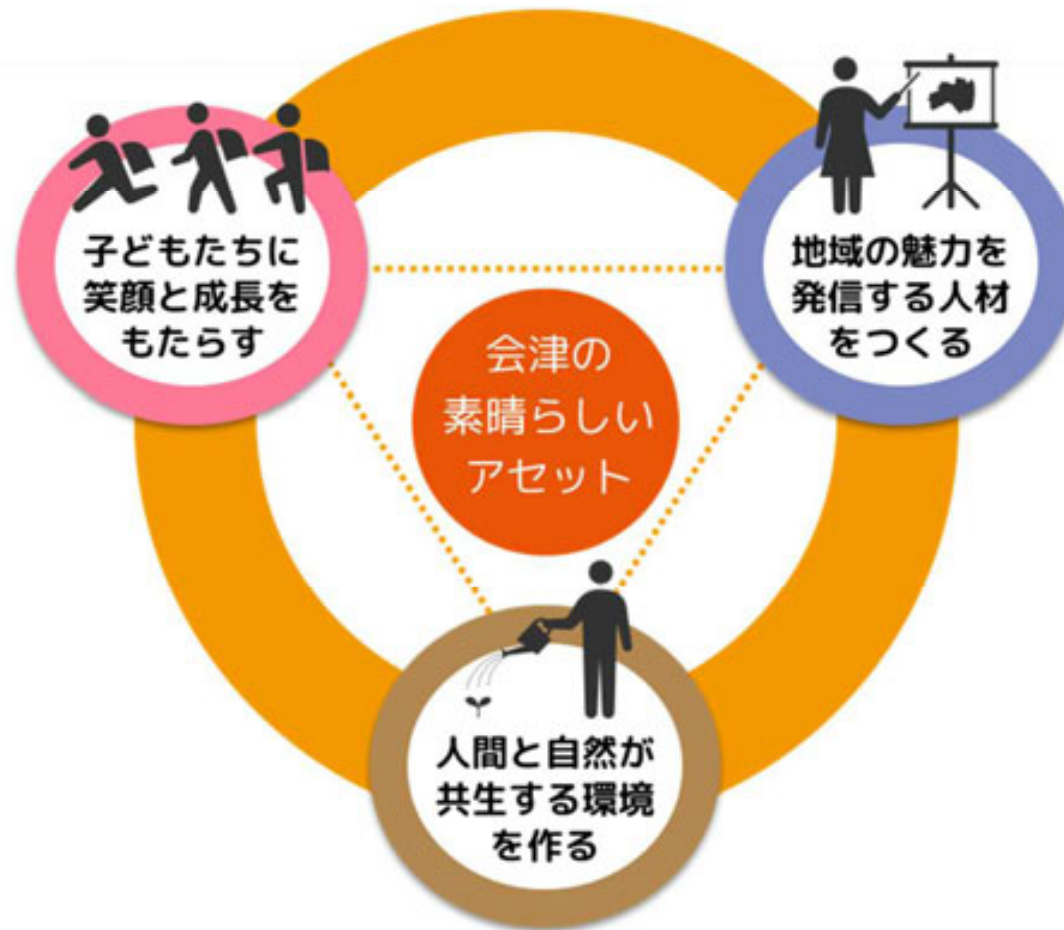 子どもたちに
笑顔と成長を
もたらす
地域の魅力を
発信する人材
をつくる
会津の
素晴らしい
アセット
人間と自然が
共生する環境
を作る